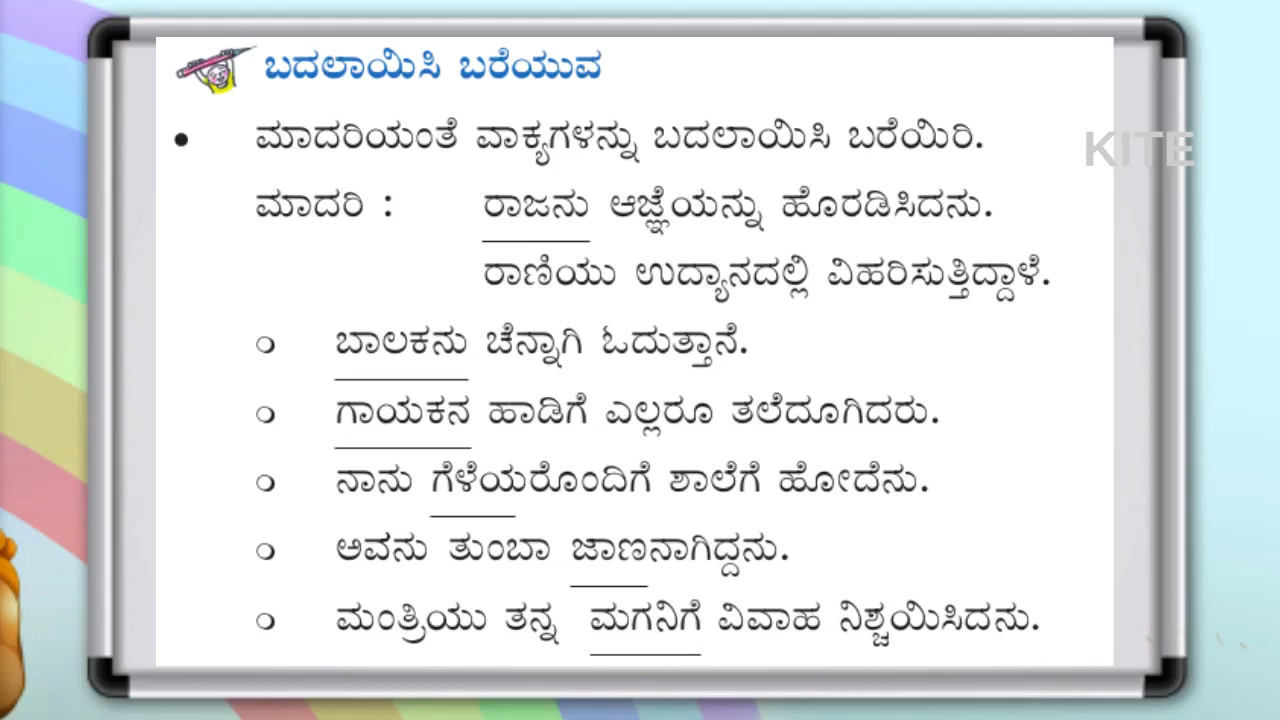 ಬದಲಾಯಿಸಿ ಬರೆಯುವ
• ಮಾದರಿಯಂತೆ ವಾಕ್ಯಗಳನ್ನು ಬದಲಾಯಿಸಿ ಬರೆಯಿರಿ.
KITE
ಮಾದರಿ : ರಾಜನು ಆಜ್ಞೆಯನ್ನು ಹೊರಡಿಸಿದನು.
ರಾಣಿಯು ಉದ್ಯಾನದಲ್ಲಿ ವಿಹರಿಸುತ್ತಿದ್ದಾಳೆ.
❍ ಬಾಲಕನು ಚೆನ್ನಾಗಿ ಓದುತ್ತಾನೆ.
❍ ಗಾಯಕನ ಹಾಡಿಗೆ ಎಲ್ಲರೂ ತಲೆದೂಗಿದರು.
❍ ನಾನು ಗೆಳೆಯರೊಂದಿಗೆ ಶಾಲೆಗೆ ಹೋದೆನು.
❍ ಅವನು ತುಂಬಾ ಜಾಣನಾಗಿದ್ದನು.
❍ ಮಂತ್ರಿಯು ತನ್ನ ಮಗನಿಗೆ ವಿವಾಹ ನಿಶ್ಚಯಿಸಿದನು.